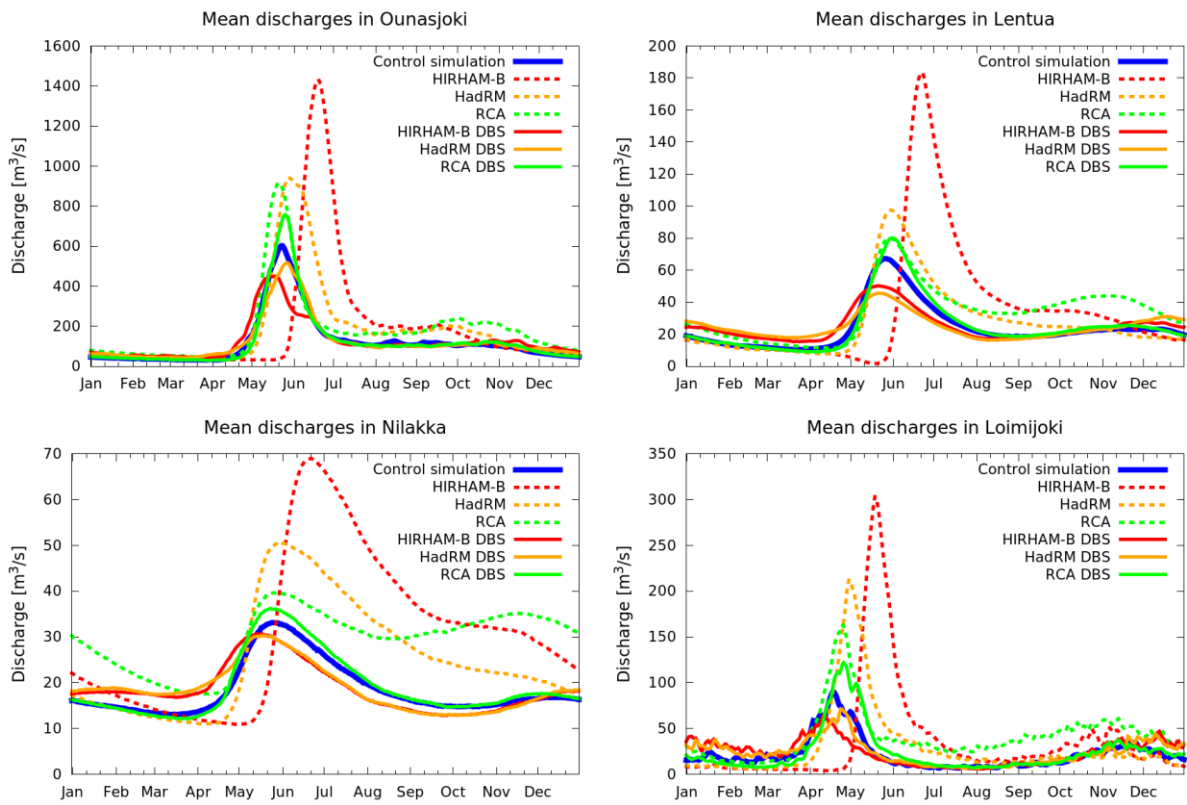 Mean discharges in Ounasjoki
1600
1400
1200
1000
800
600
400
200
0
Discharge [m³/s]
Control simulation
HIRHAM-B
HadRM
RCA
HIRHAM-B DBS
HadRM DBS
RCA DBS
Jan Feb Mar Apr May Jun Jul Aug Sep Oct Nov Dec
Mean discharges in Lentua
200
180
160
140
120
100
80
60
40
20
0
Discharge [m³/s]
Control simulation
HIRHAM-B
HadRM
RCA
HIRHAM-B DBS
HadRM DBS
RCA DBS
Jan Feb Mar Apr May Jun Jul Aug Sep Oct Nov Dec
Mean discharges in Nilakka
70
60
50
40
30
20
10
0
Discharge [m³/s]
Control simulation
HIRHAM-B
HadRM
RCA
HIRHAM-B DBS
HadRM DBS
RCA DBS
Jan Feb Mar Apr May Jun Jul Aug Sep Oct Nov Dec
Mean discharges in Loimijoki
350
300
250
200
150
100
50
0
Discharge [m³/s]
Control simulation
HIRHAM-B
HadRM
RCA
HIRHAM-B DBS
HadRM DBS
RCA DBS
Jan Feb Mar Apr May Jun Jul Aug Sep Oct Nov Dec